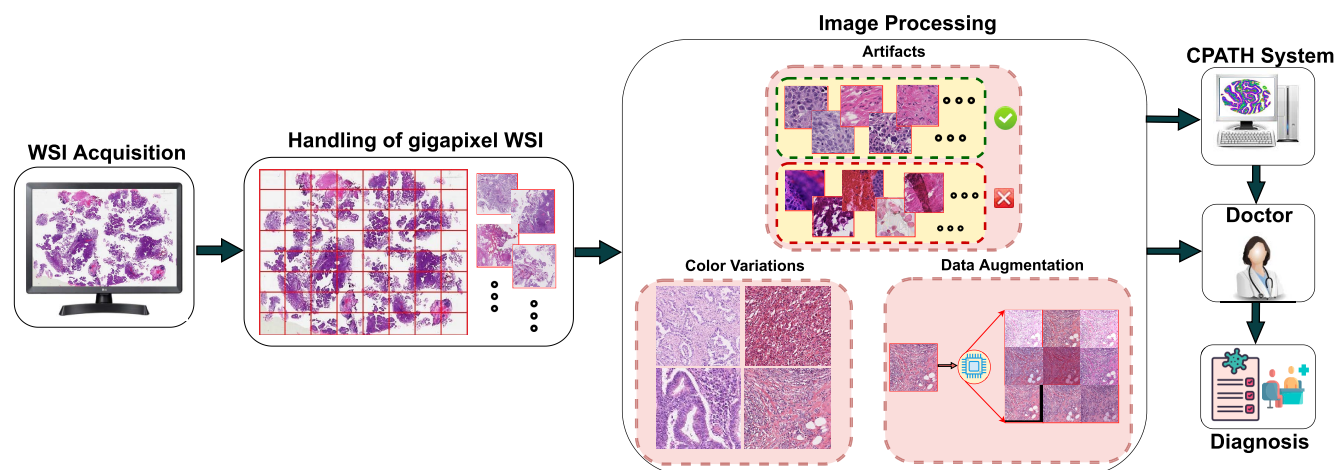 WSI Acquisition
Handling of gigapixel WSI
Image Processing
Artifacts
Color Variations
Data Augmentation
CPATH System
Doctor
Diagnosis